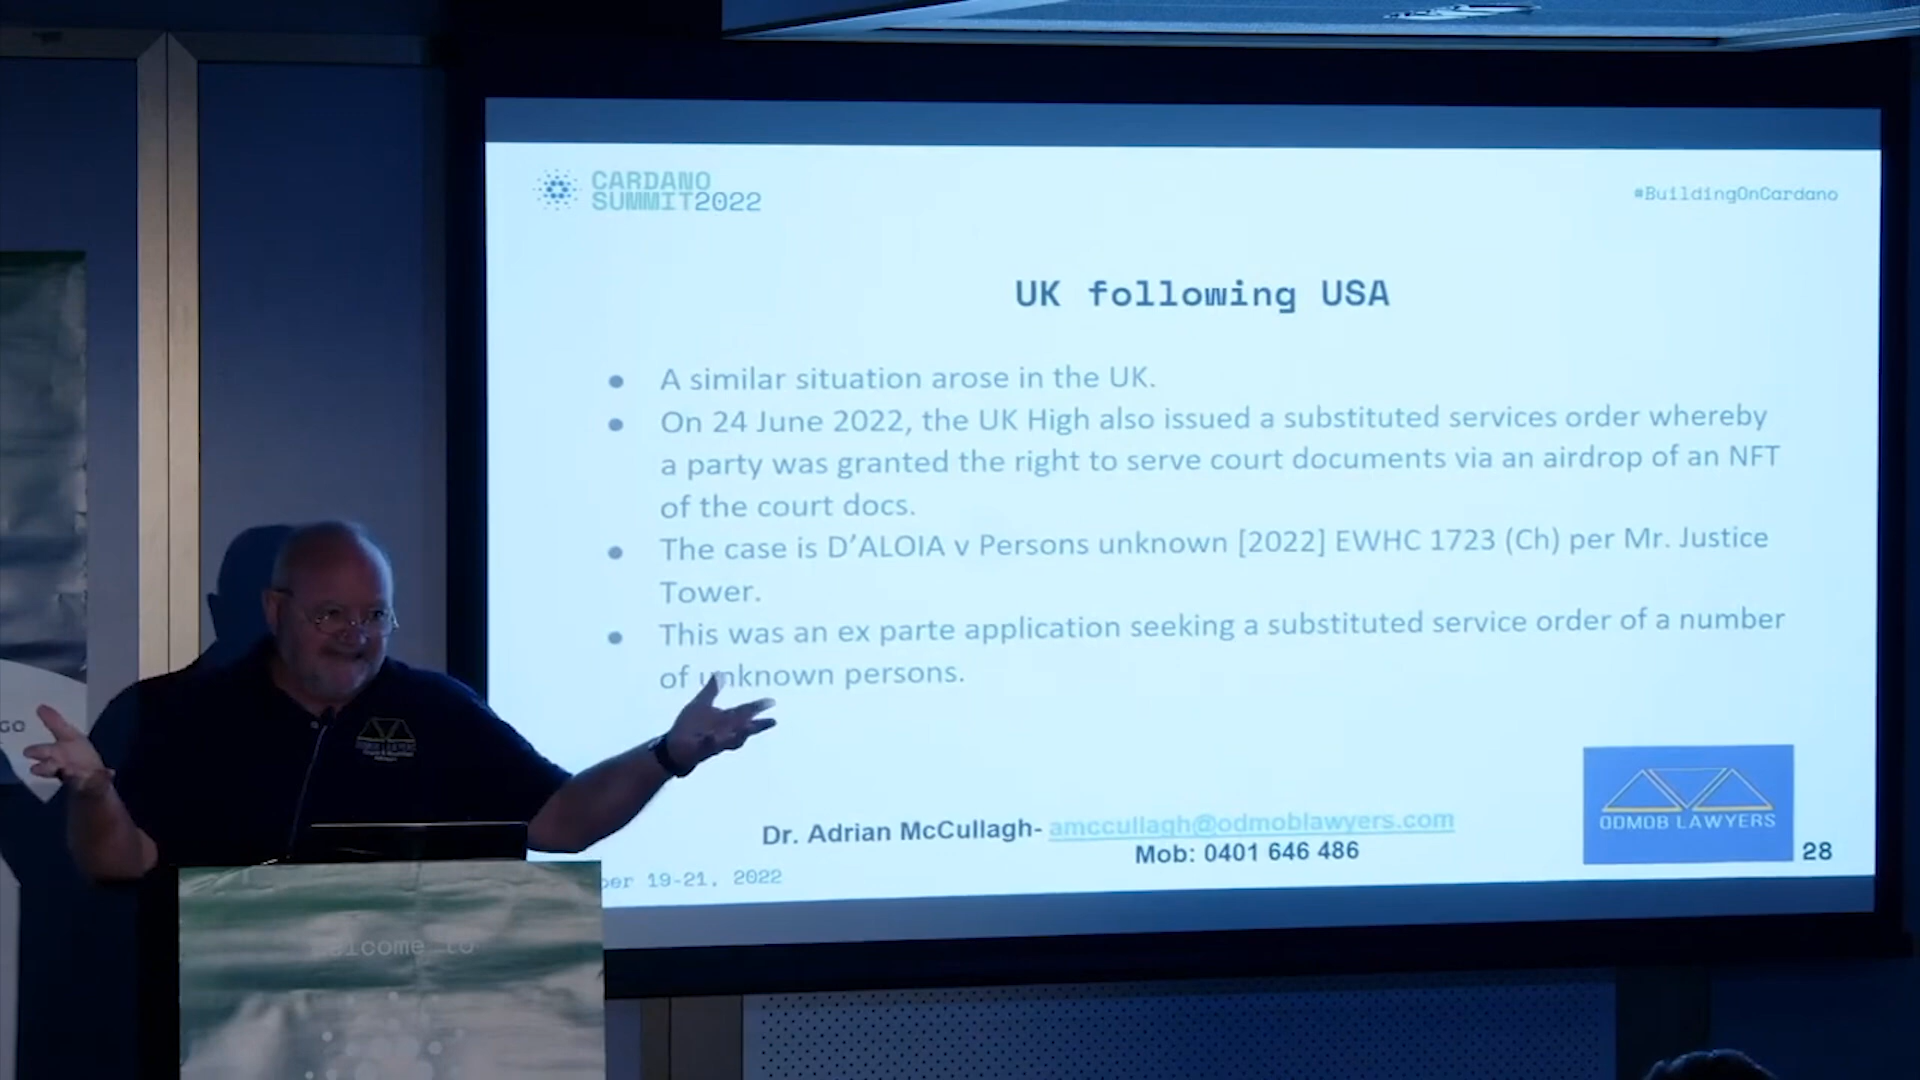 CARDANO
SUMMIT2022
#BuildingOnCardano
UK following USA
• A similar situation arose in the UK.
• On 24 June 2022, the UK High also issued a substituted services order whereby
a party was granted the right to serve court documents via an airdrop of an NFT
of the court docs.
• The case is D'ALOIA v Persons unknown [2022] EWHC 1723 (Ch) per Mr. Justice
Tower.
• This was an ex parte application seeking a substituted service order of a number
of unknown persons.
Dr. Adrian McCullagh- amccullagh@odmoblawyers.com
Mob: 0401 646 486
ODMOB LAWYERS
28
19-21, 2022
ODMOB LAWYERS
to